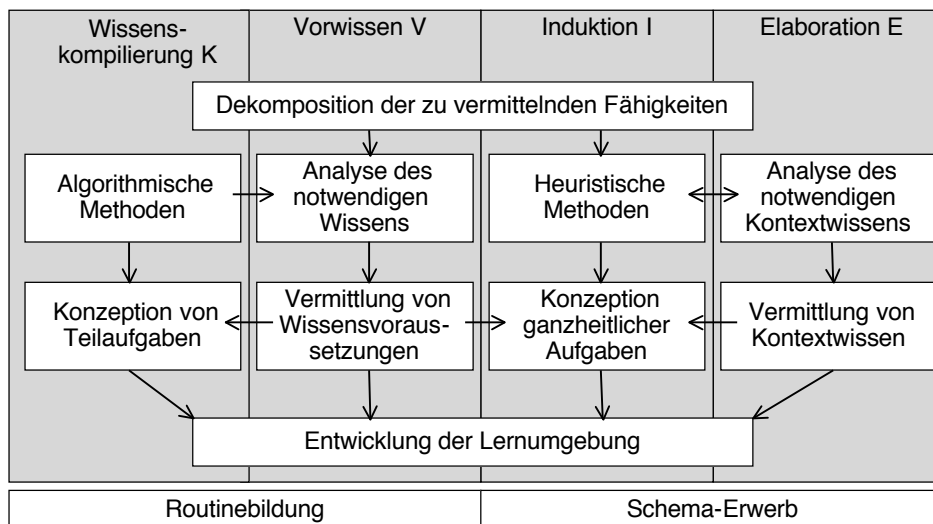 Wissens-
kompilierung K
Vorwissen V
Induktion I
Elaboration E
Dekomposition der zu vermittelnden Fähigkeiten
Algorithmische
Methoden
Analyse des
notwendigen
Wissens
Heuristische
Methoden
Analyse des
notwendigen
Kontextwissens
Konzeption von
Teilaufgaben
Vermittlung von
Wissensvoraus-
setzungen
Konzeption
ganzheitlicher
Aufgaben
Vermittlung von
Kontextwissen
Entwicklung der Lernumgebung
Routinebildung
Schema-Erwerb